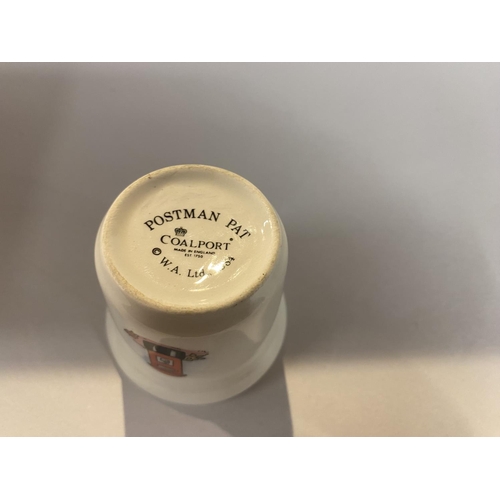 POSTMAN PAT
COALPORT
MADE IN ENGLAND
EST 1750
© W.A. Ltd